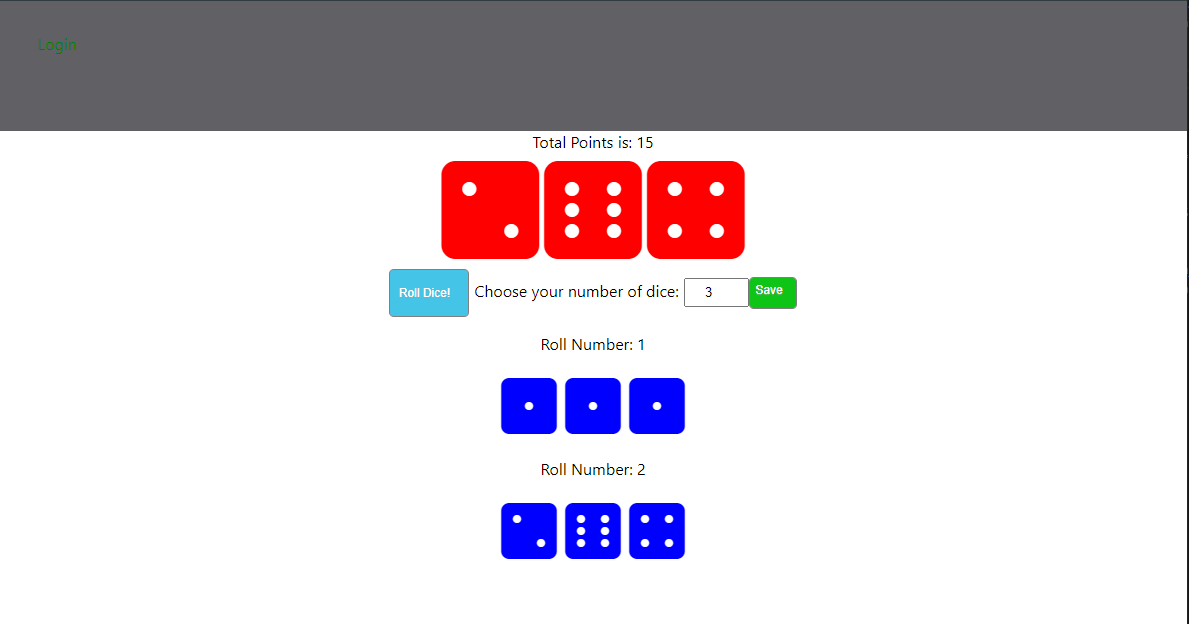 Login
Total Points is: 15
Roll Dice! Choose your number of dice: 3 Save
Roll Number: 1
Roll Number: 2